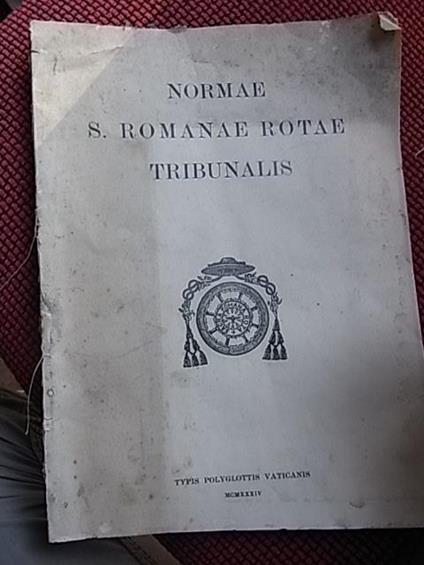 NORMAE
S. ROMANAE ROTAE
TRIBUNALIS
TYPIS POLYGLOTTIS VATICANIS
MCMXXXIV